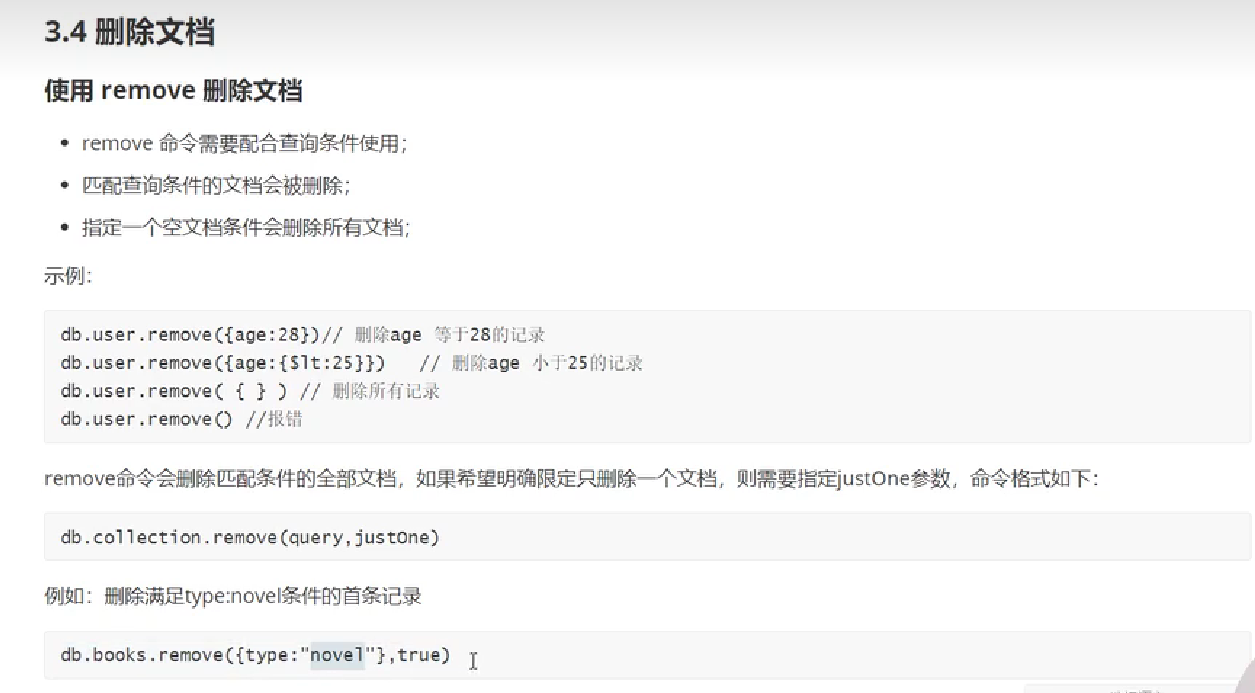 3.4 删除文档
使用 remove 删除文档
• remove 命令需要配合查询条件使用;
• 匹配查询条件的文档会被删除;
• 指定一个空文档条件会删除所有文档;
示例:
db.user.remove({age:28})// 删除age 等于28的记录
db.user.remove({age:{$lt:25}})   // 删除age 小于25的记录
db.user.remove( { } ) // 删除所有记录
db.user.remove() //报错
remove命令会删除匹配条件的全部文档，如果希望明确限定只删除一个文档，则需要指定justOne参数，命令格式如下：
db.collection.remove(query,justOne)
例如：删除满足type:novel条件的首条记录
db.books.remove({type:"novel"},true)